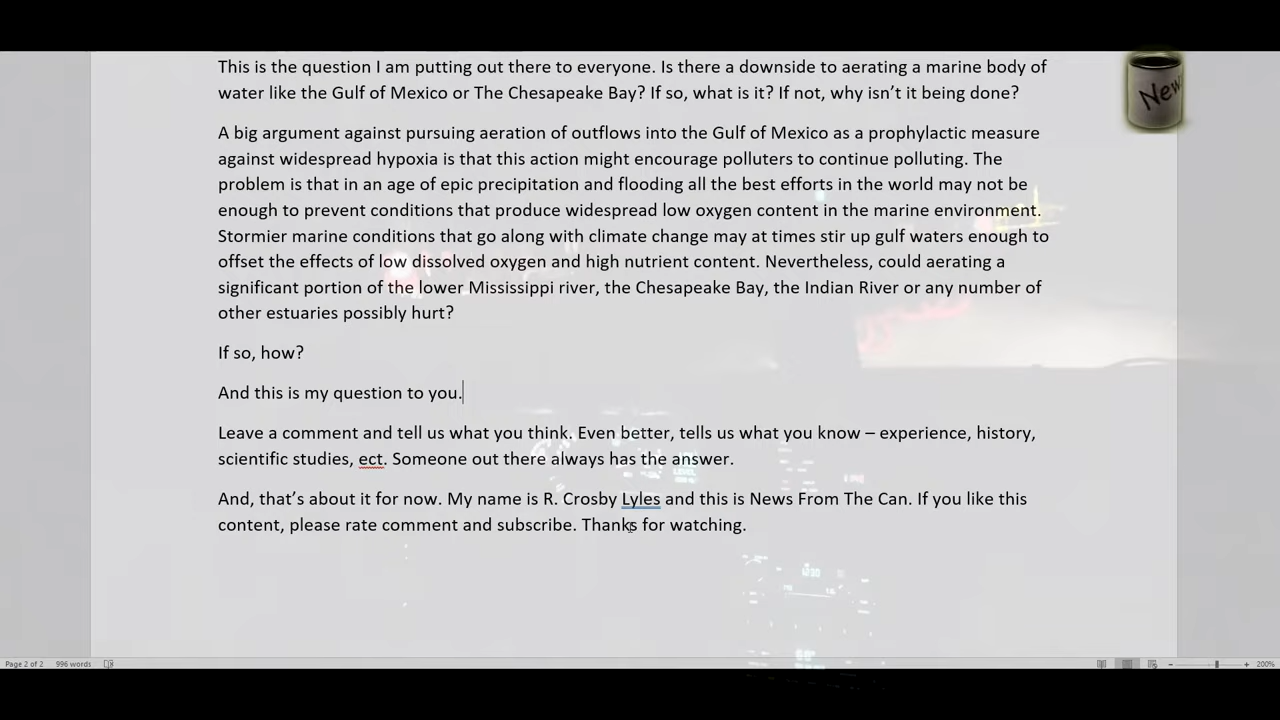 This is the question I am putting out there to everyone. Is there a downside to aerating a marine body of
water like the Gulf of Mexico or The Chesapeake Bay? If so, what is it? If not, why isn’t it being done?
New
A big argument against pursuing aeration of outflows into the Gulf of Mexico as a prophylactic measure
against widespread hypoxia is that this action might encourage polluters to continue polluting. The
problem is that in an age of epic precipitation and flooding all the best efforts in the world may not be
enough to prevent conditions that produce widespread low oxygen content in the marine environment.
Stormier marine conditions that go along with climate change may at times stir up gulf waters enough to
offset the effects of low dissolved oxygen and high nutrient content. Nevertheless, could aerating a
significant portion of the lower Mississippi river, the Chesapeake Bay, the Indian River or any number of
other estuaries possibly hurt?
If so, how?
And this is my question to you.
Leave a comment and tell us what you think. Even better, tells us what you know – experience, history,
scientific studies, ect. Someone out there always has the answer.
And, that’s about it for now. My name is R. Crosby Lyles and this is News From The Can. If you like this
content, please rate comment and subscribe. Thanks for watching.
Page 2 of 2 996 words 200%